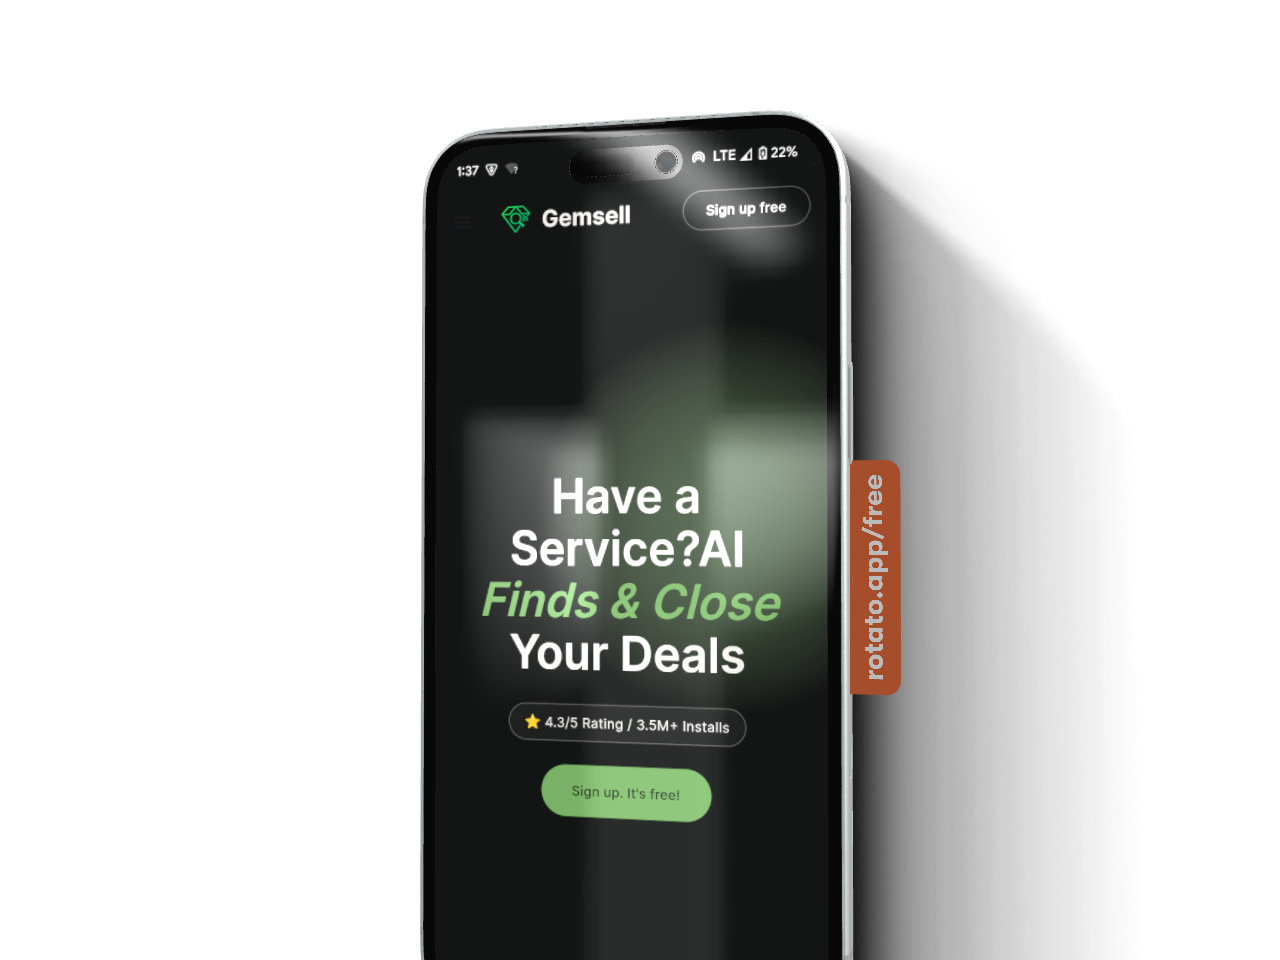 1:37
LTE 22%
Gemsell
Sign up free
Have a
Service?AI
Finds & Close
Your Deals
⭐ 4.3/5 Rating / 3.5M+ Installs
Sign up. It's free!
rotato.app/free